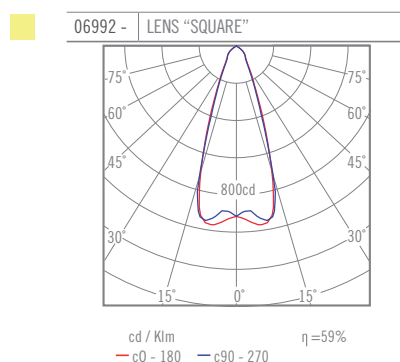 06992 - LENS “SQUARE”
75° 75°
60° 60°
45° 45°
800cd
30° 30°
15° 0° 15°
cd / Klm η =59%
c0 - 180 c90 - 270